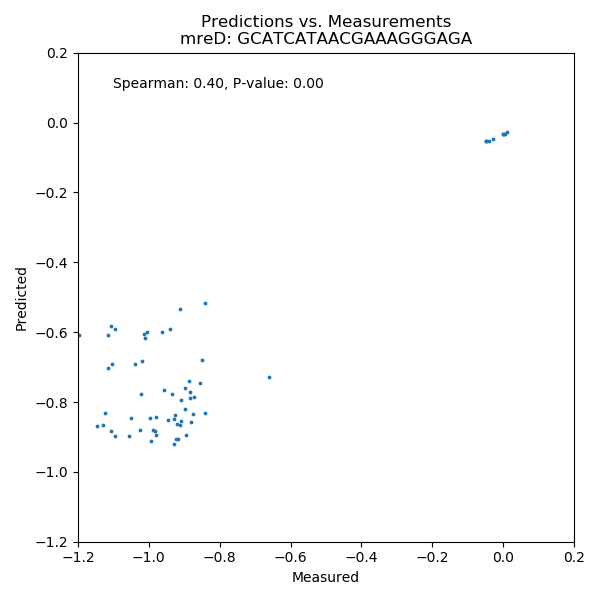 Predictions vs. Measurements
mreD: GCATCATAACGAAAGGGAGA
Spearman: 0.40, P-value: 0.00
0.2
0.0
−0.2
−0.4
−0.6
−0.8
−1.0
−1.2
Predicted
−1.2 −1.0 −0.8 −0.6 −0.4 −0.2 0.0 0.2
Measured